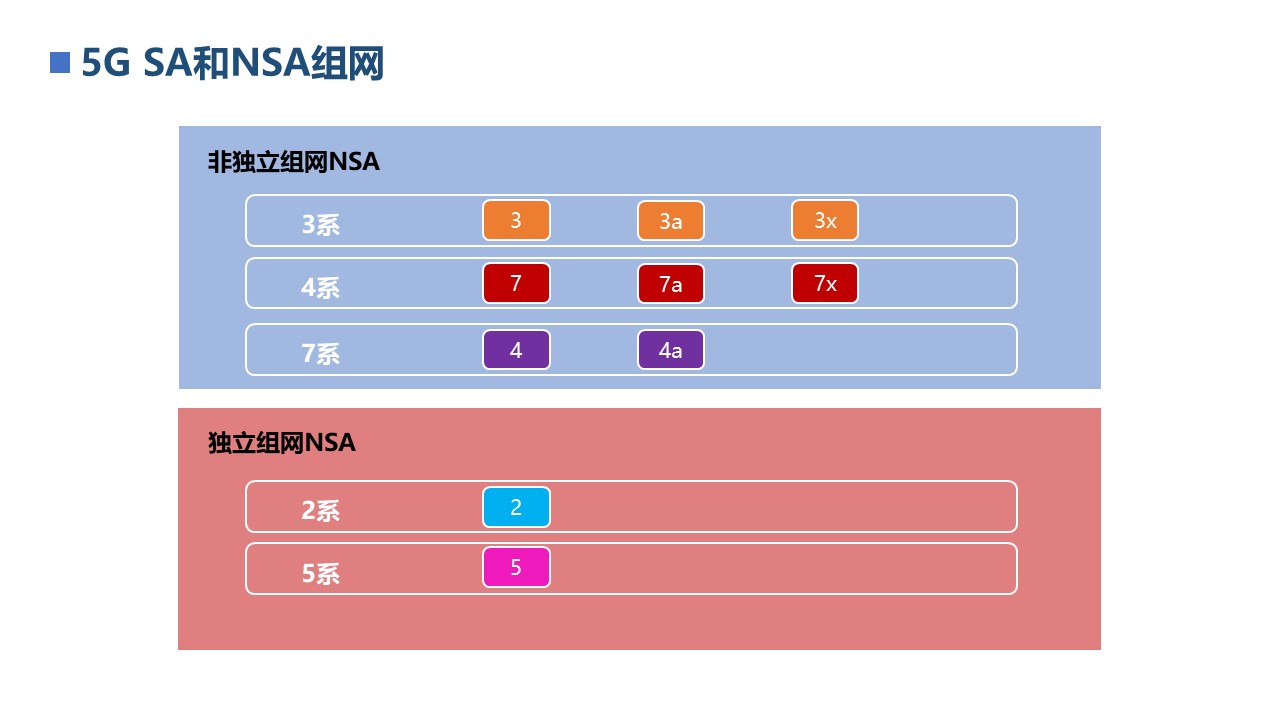 5G SA和NSA组网
非独立组网NSA
3系 3 3a 3x
4系 7 7a 7x
7系 4 4a
独立组网NSA
2系 2
5系 5